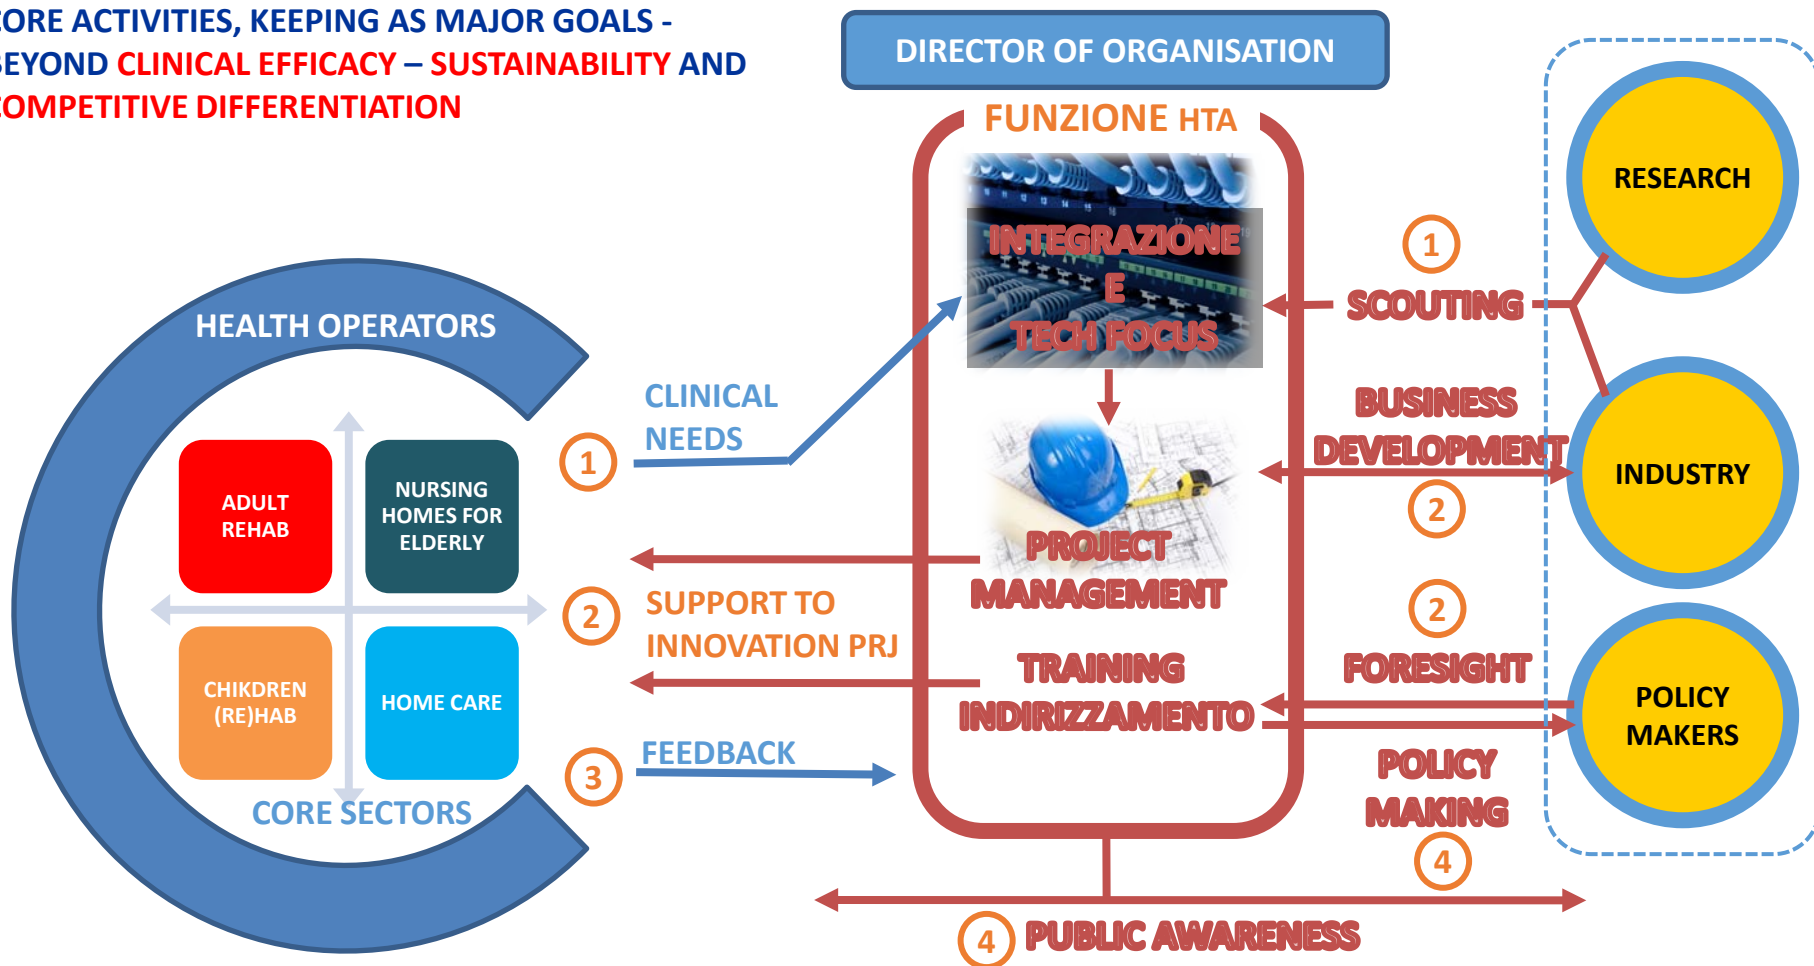 CORE ACTIVITIES, KEEPING AS MAJOR GOALS -
BEYOND CLINICAL EFFICACY – SUSTAINABILITY AND
COMPETITIVE DIFFERENTIATION
DIRECTOR OF ORGANISATION
FUNZIONE HTA
INTEGRAZIONE
E
TECH FOCUS
PROJECT
MANAGEMENT
TRAINING
INDIRIZZAMENTO
HEALTH OPERATORS
ADULT
REHAB
NURSING
HOMES FOR
ELDERLY
CHIKDREN
(RE)HAB
HOME CARE
CORE SECTORS
1
CLINICAL
NEEDS
2
SUPPORT TO
INNOVATION PRJ
3
FEEDBACK
1
SCOUTING
BUSINESS
DEVELOPMENT
2
2
FORESIGHT
POLICY
MAKING
4
RESEARCH
INDUSTRY
POLICY
MAKERS
4
PUBLIC AWARENESS